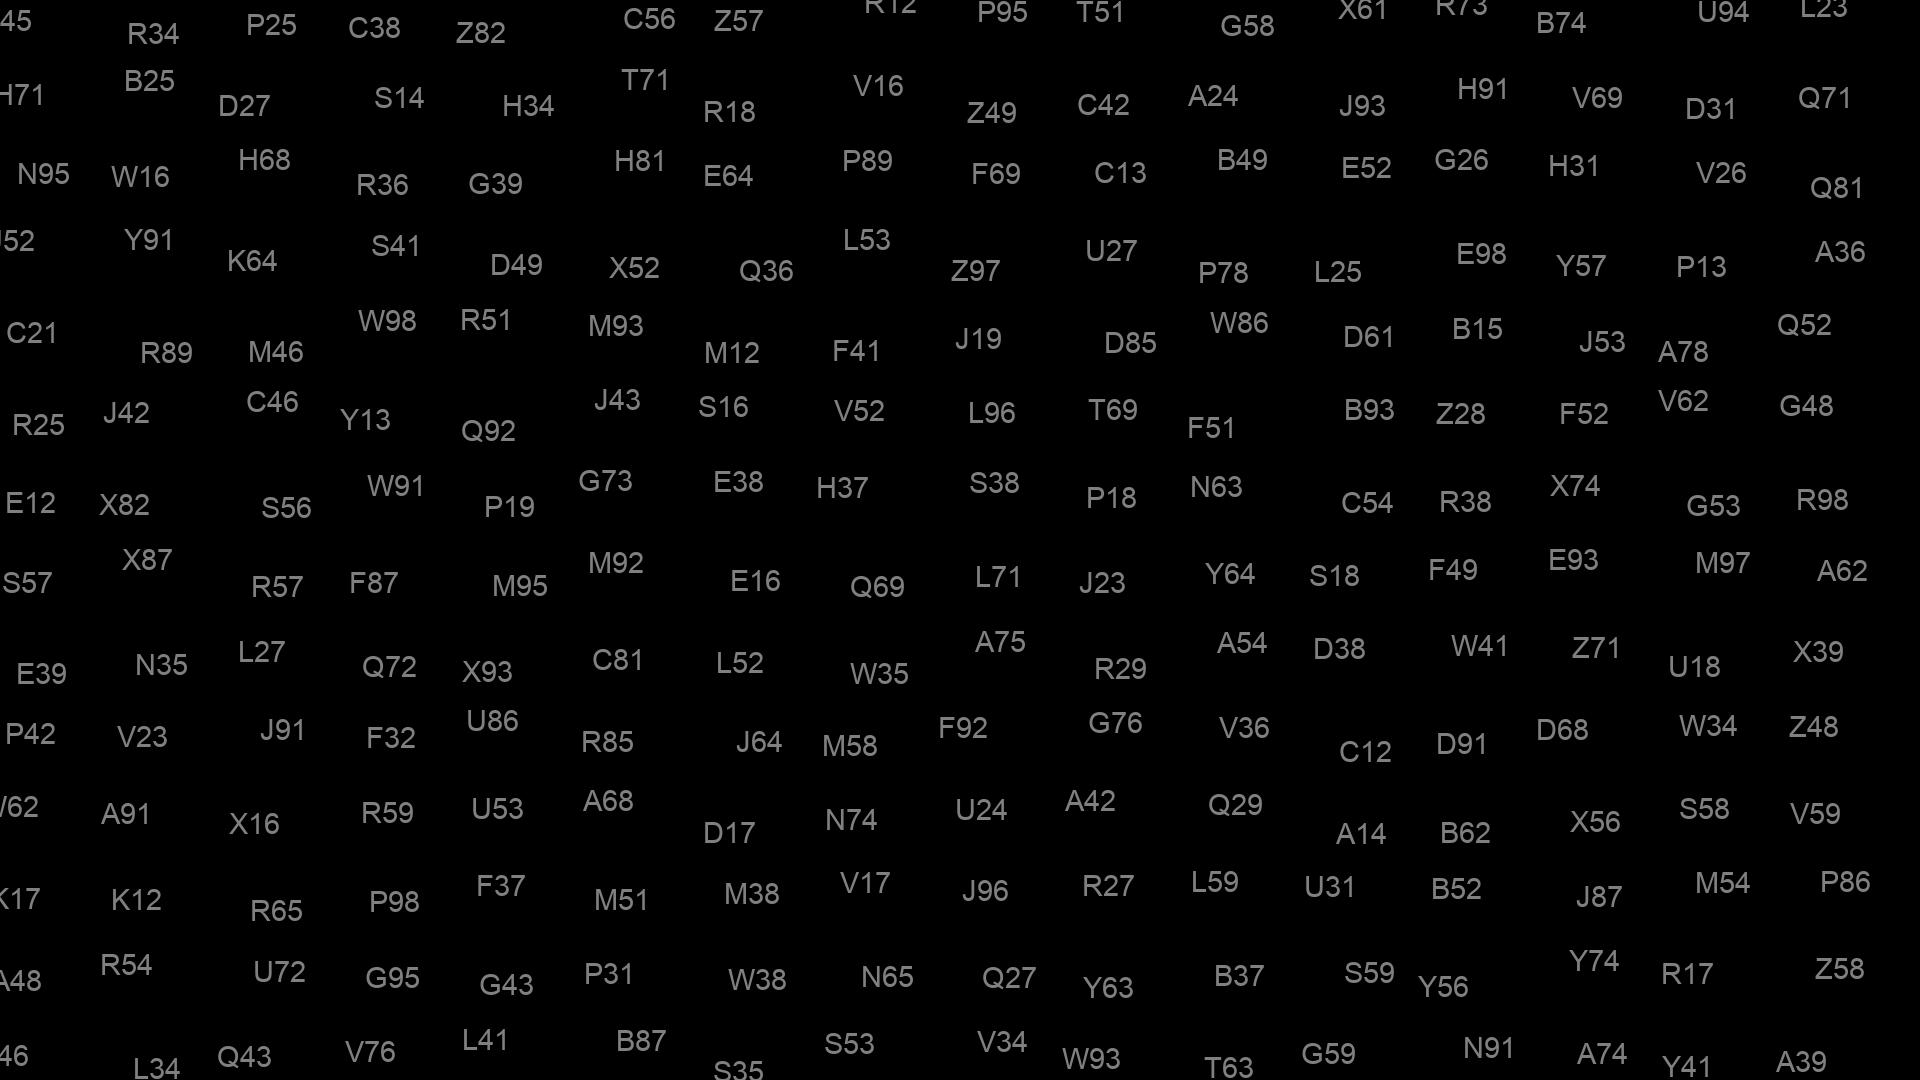 45 R34 P25 C38 Z82 C56 Z57 R12 P95 T51 G58 X61 R73 B74 U94 L23
H71 B25 D27 S14 H34 T71 R18 V16 Z49 C42 A24 J93 H91 V69 D31 Q71
N95 W16 H68 R36 G39 H81 E64 P89 F69 C13 B49 E52 G26 H31 V26 Q81
52 Y91 K64 S41 D49 X52 Q36 L53 Z97 U27 P78 L25 E98 Y57 P13 A36
C21 R89 M46 W98 R51 M93 M12 F41 J19 D85 W86 D61 B15 J53 A78 Q52
R25 J42 C46 Y13 Q92 J43 S16 V52 L96 T69 F51 B93 Z28 F52 V62 G48
E12 X82 S56 W91 P19 G73 E38 H37 S38 P18 N63 C54 R38 X74 G53 R98
S57 X87 R57 F87 M95 M92 E16 Q69 L71 J23 Y64 S18 F49 E93 M97 A62
E39 N35 L27 Q72 X93 C81 L52 W35 A75 R29 A54 D38 W41 Z71 U18 X39
P42 V23 J91 F32 U86 R85 J64 M58 F92 G76 V36 C12 D91 D68 W34 Z48
62 A91 X16 R59 U53 A68 D17 N74 U24 A42 Q29 A14 B62 X56 S58 V59
K17 K12 R65 P98 F37 M51 M38 V17 J96 R27 L59 U31 B52 J87 M54 P86
A48 R54 U72 G95 G43 P31 W38 N65 Q27 Y63 B37 S59 Y56 Y74 R17 Z58
46 L34 Q43 V76 L41 B87 S35 S53 V34 W93 T63 G59 N91 A74 Y41 A39